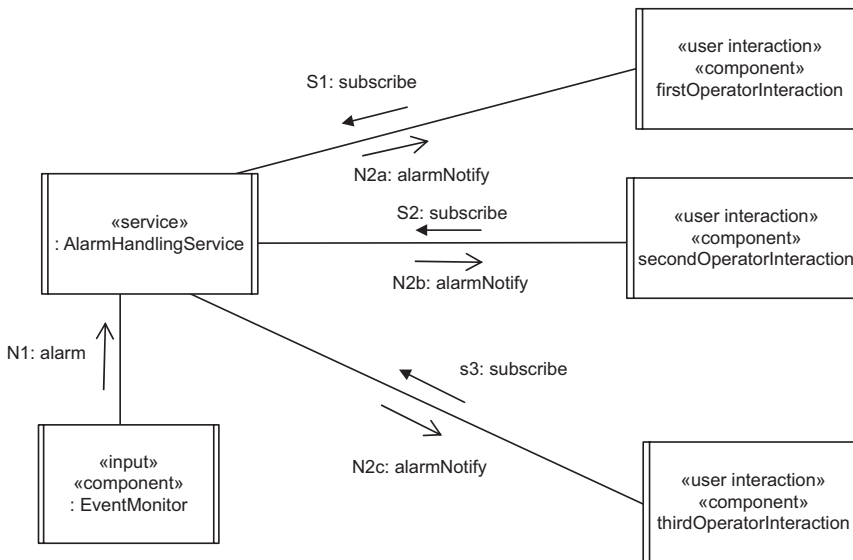 «user interaction»
«component»
firstOperatorInteraction
S1: subscribe
N2a: alarmNotify
«service»
: AlarmHandlingService
S2: subscribe
N2b: alarmNotify
«user interaction»
«component»
secondOperatorInteraction
N1: alarm
s3: subscribe
N2c: alarmNotify
«input»
«component»
: EventMonitor
«user interaction»
«component»
thirdOperatorInteraction